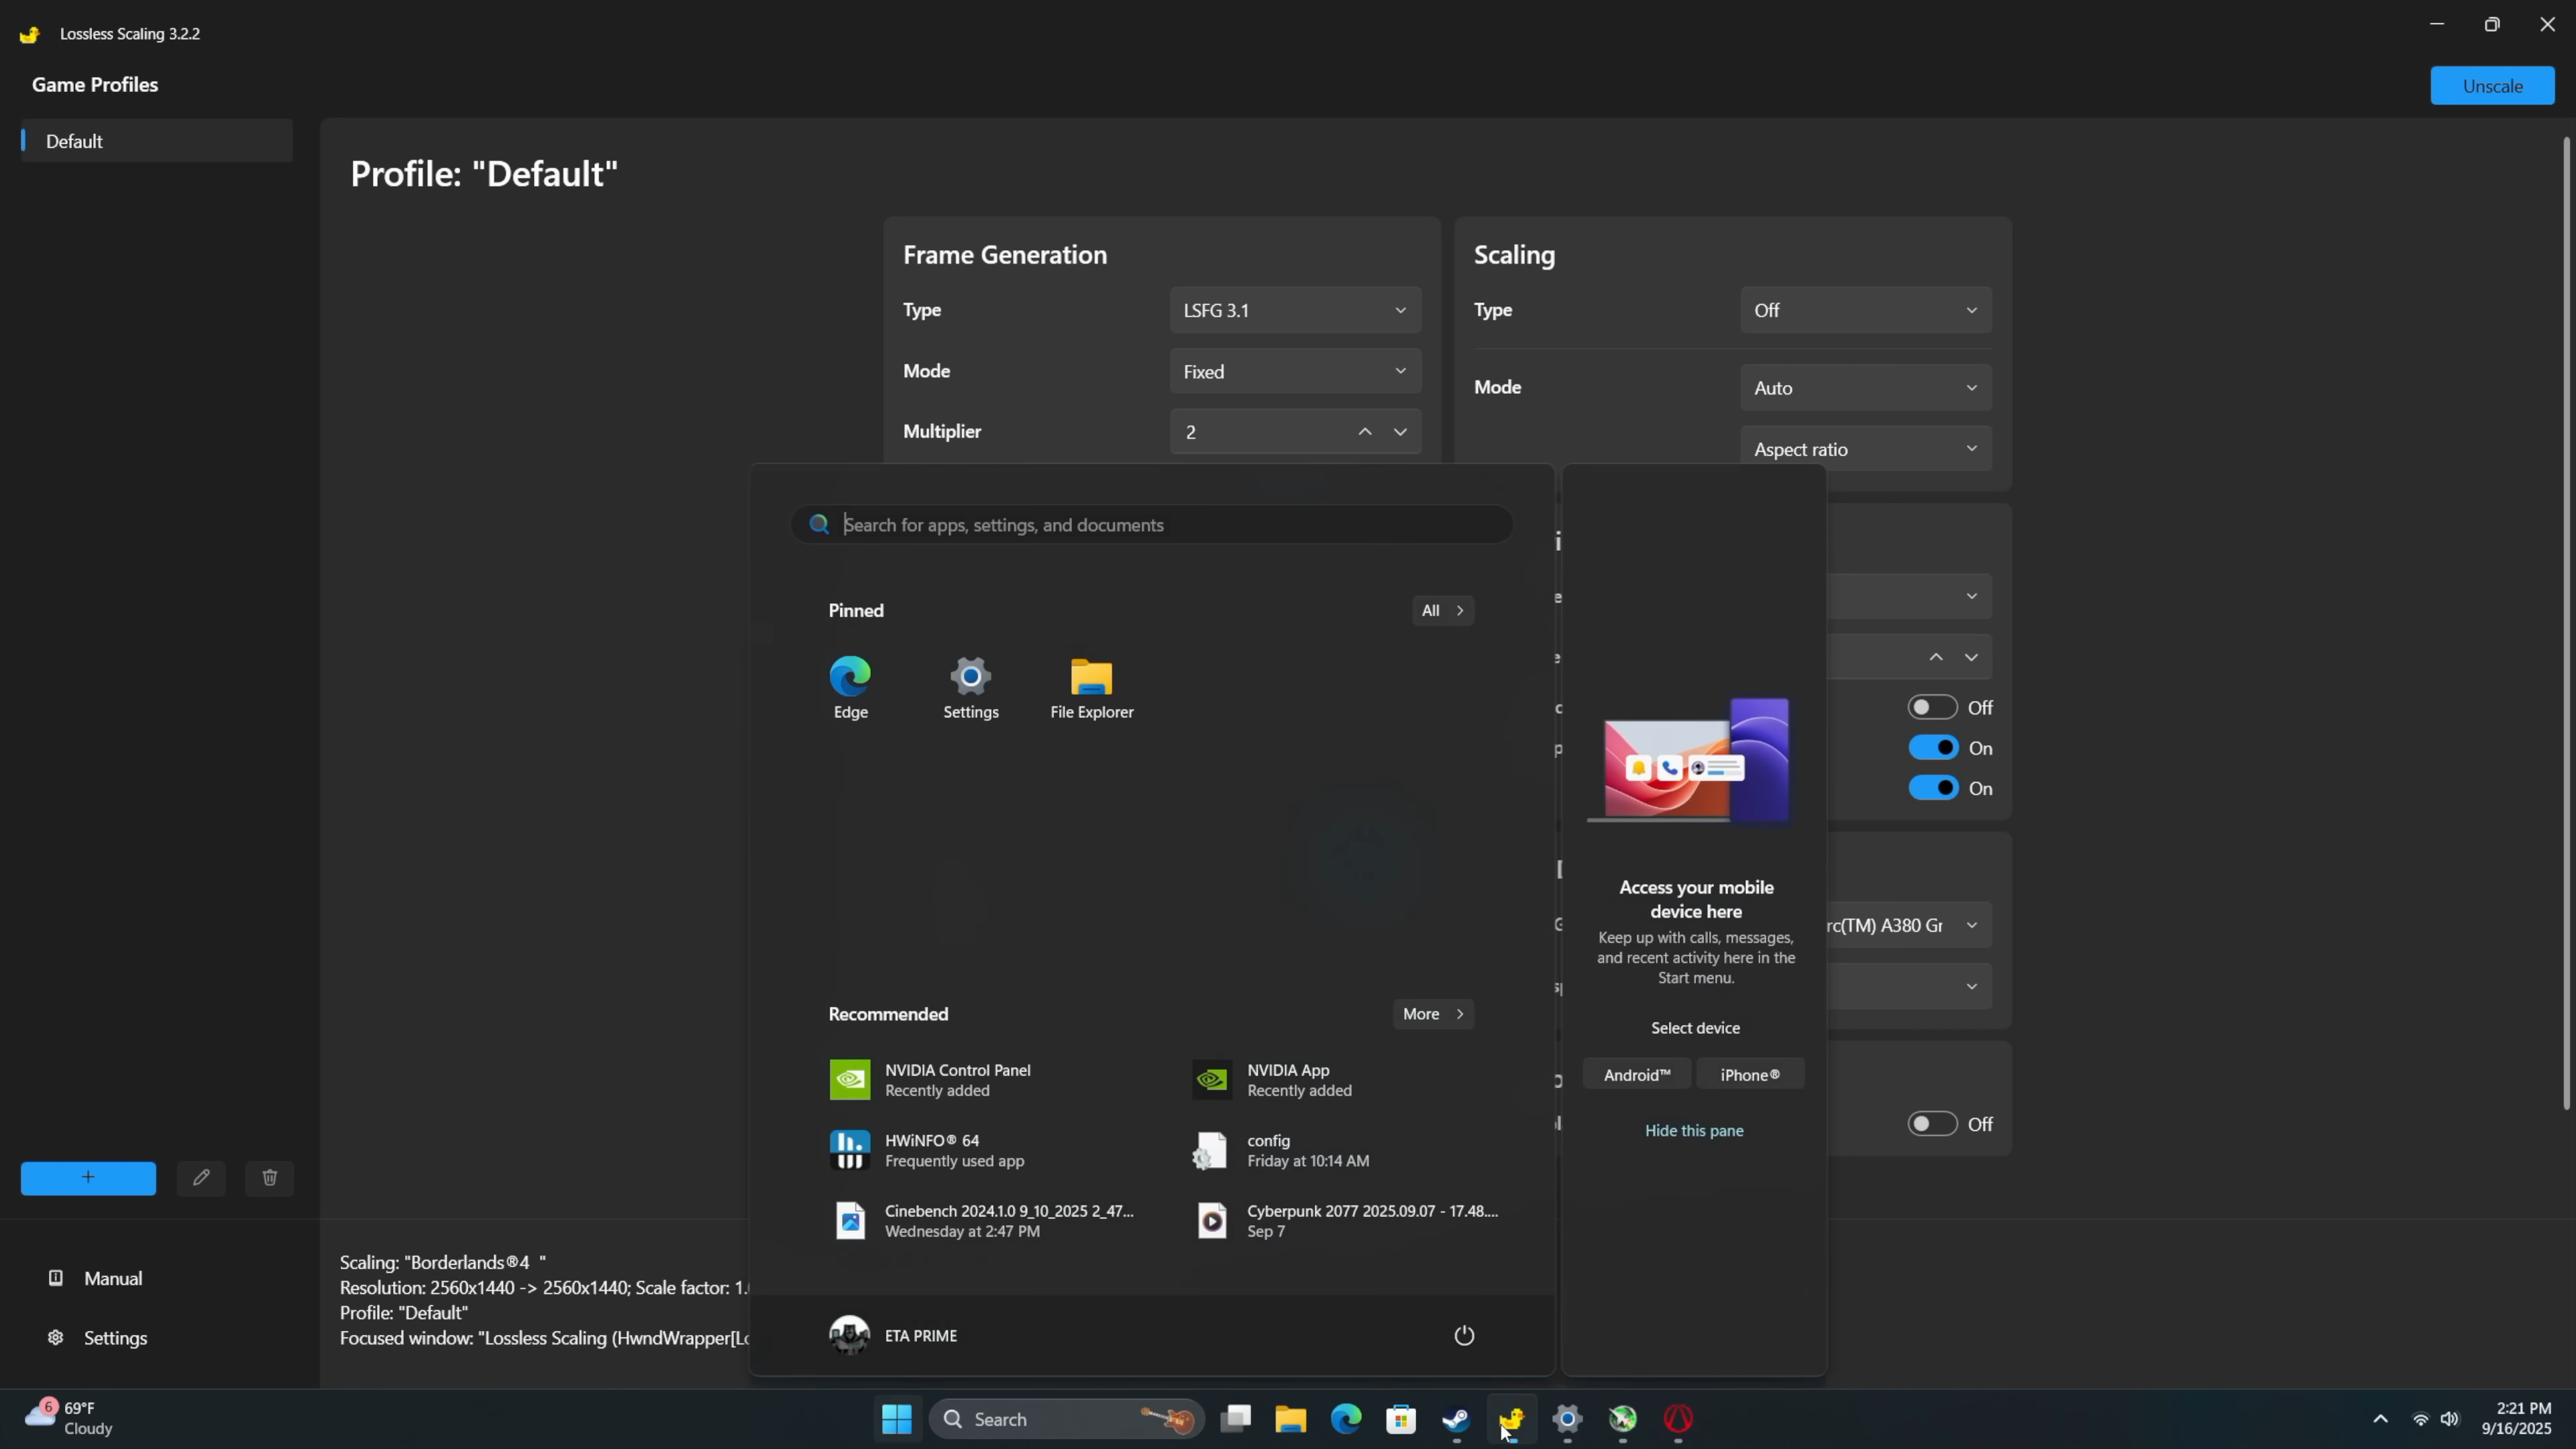 Lossless Scaling 3.2.2
Game Profiles
Unscale
Default
Profile: "Default"
Frame Generation
Type
LSFG 3.1
Mode
Fixed
Multiplier
2
Scaling
Type
Off
Mode
Auto
Aspect ratio
Search for apps, settings, and documents
Pinned
All
Edge
Settings
File Explorer
Off
On
On
rc(TM) A380 Gr
Off
Access your mobile
device here
Keep up with calls, messages,
and recent activity here in the
Start menu.
Select device
Android™
iPhone®
Hide this pane
Recommended
More
NVIDIA Control Panel
Recently added
NVIDIA App
Recently added
HWiNFO® 64
Frequently used app
config
Friday at 10:14 AM
Cinebench 2024.1.0 9_10_2025 2_47...
Wednesday at 2:47 PM
Cyberpunk 2077 2025.09.07 - 17.48....
Sep 7
ETA PRIME
Manual
Settings
Scaling: "Borderlands®4 "
Resolution: 2560x1440 -> 2560x1440; Scale factor: 1.
Profile: "Default"
Focused window: "Lossless Scaling (HwndWrapper[Lo
6
69°F
Cloudy
Search
2:21 PM
9/16/2025